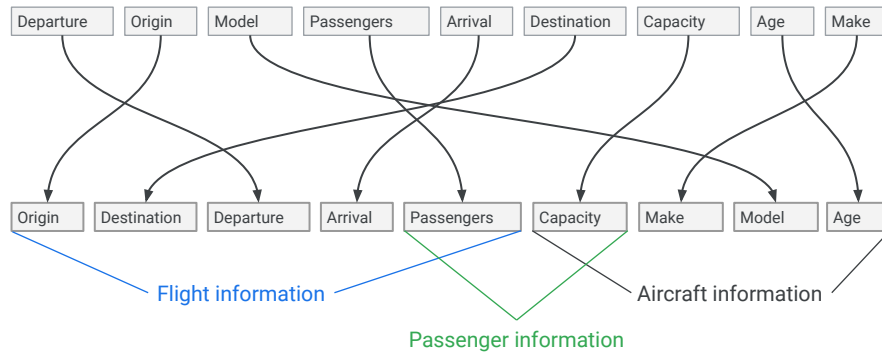 Departure Origin Model Passengers Arrival Destination Capacity Age Make
Origin Destination Departure Arrival Passengers Capacity Make Model Age
Flight information Aircraft information
Passenger information